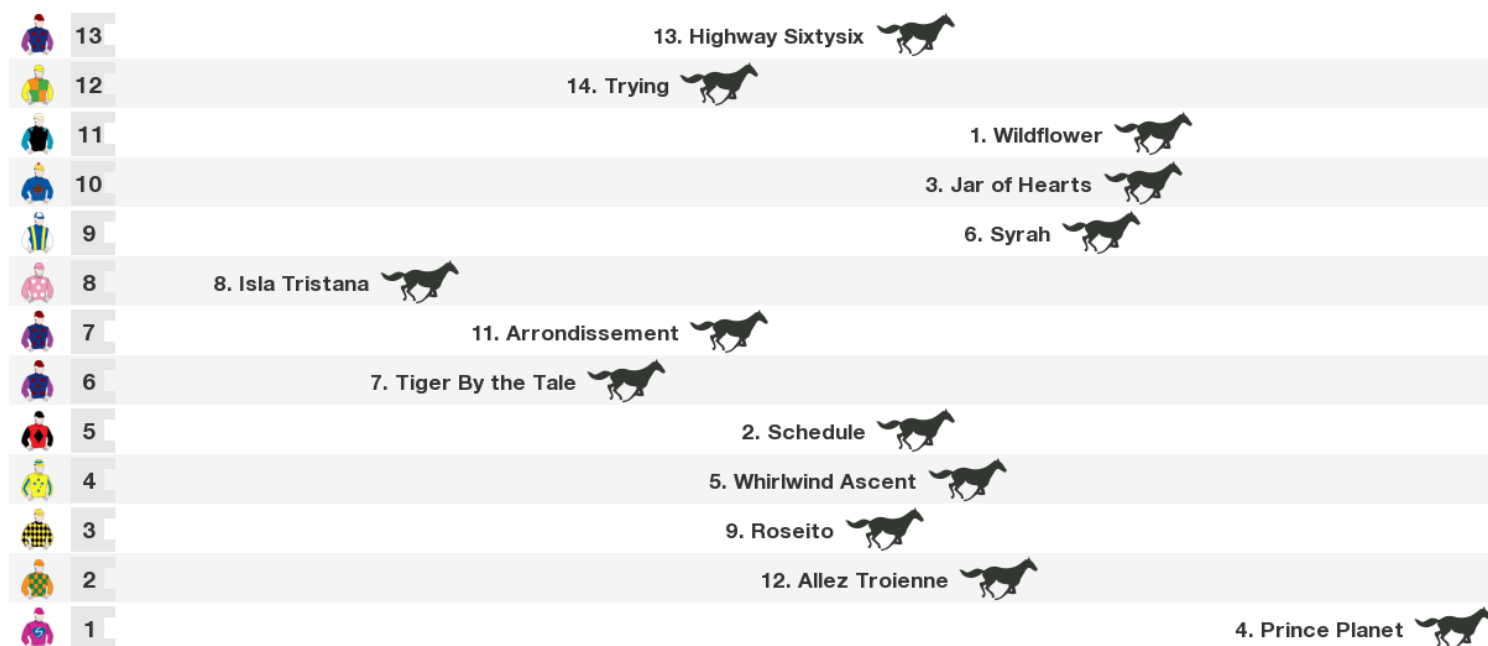 13 13. Highway Sixtysix
12 14. Trying
11 1. Wildflower
10 3. Jar of Hearts
9 6. Syrah
8 8. Isla Tristana
7 11. Arrondissement
6 7. Tiger By the Tale
5 2. Schedule
4 5. Whirlwind Ascent
3 9. Roseito
2 12. Allez Troienne
1 4. Prince Planet